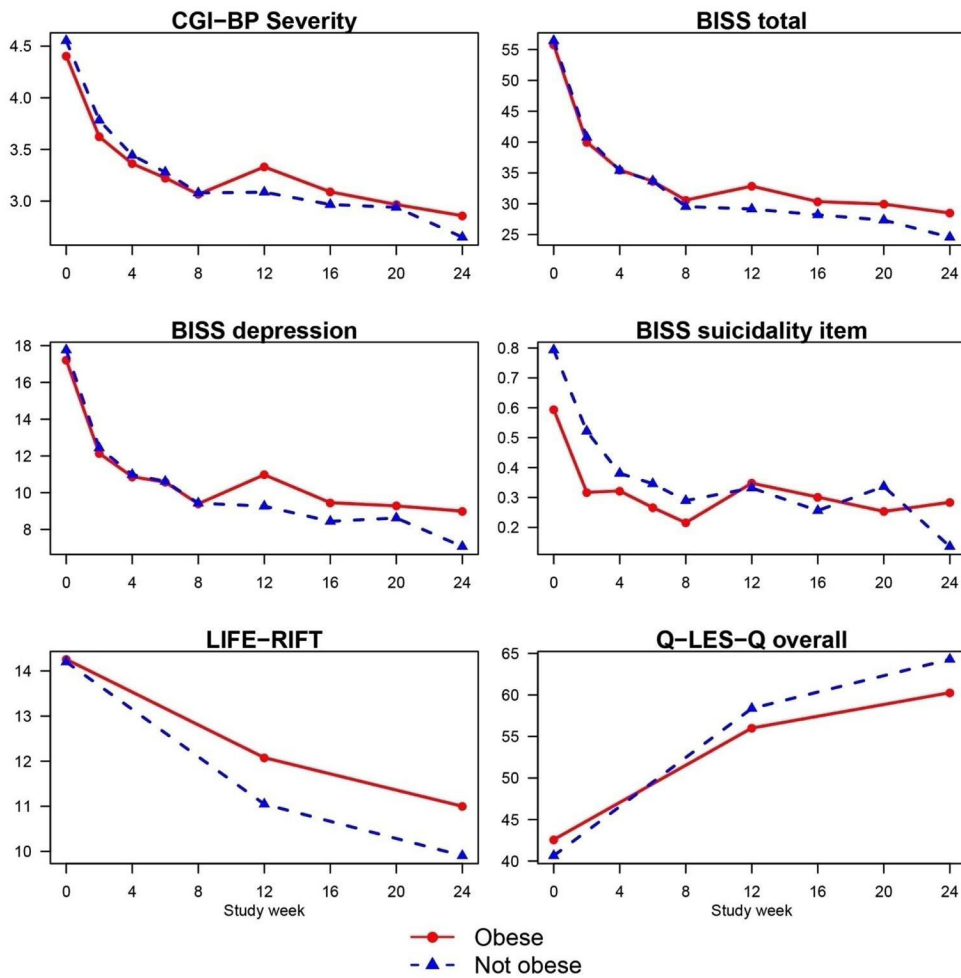 CGI−BP Severity
4.5
4.0
3.5
3.0
0 4 8 12 16 20 24
BISS total
55
50
45
40
35
30
25
0 4 8 12 16 20 24
BISS depression
18
16
14
12
10
8
0 4 8 12 16 20 24
BISS suicidality item
0.8
0.7
0.6
0.5
0.4
0.3
0.2
0 4 8 12 16 20 24
LIFE−RIFT
14
13
12
11
10
0 4 8 12 16 20 24
Study week
Q−LES−Q overall
65
60
55
50
45
40
0 4 8 12 16 20 24
Study week
Obese
Not obese